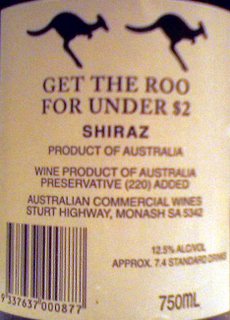 GET THE ROO
FOR UNDER $2
SHIRAZ
PRODUCT OF AUSTRALIA
WINE PRODUCT OF AUSTRALIA
PRESERVATIVE (220) ADDED
AUSTRALIAN COMMERCIAL WINES
STURT HIGHWAY, MONASH SA 5342
12.5% ALC/VOL
APPROX. 7.4 STANDARD DRINKS
9 337637 000877
750ML